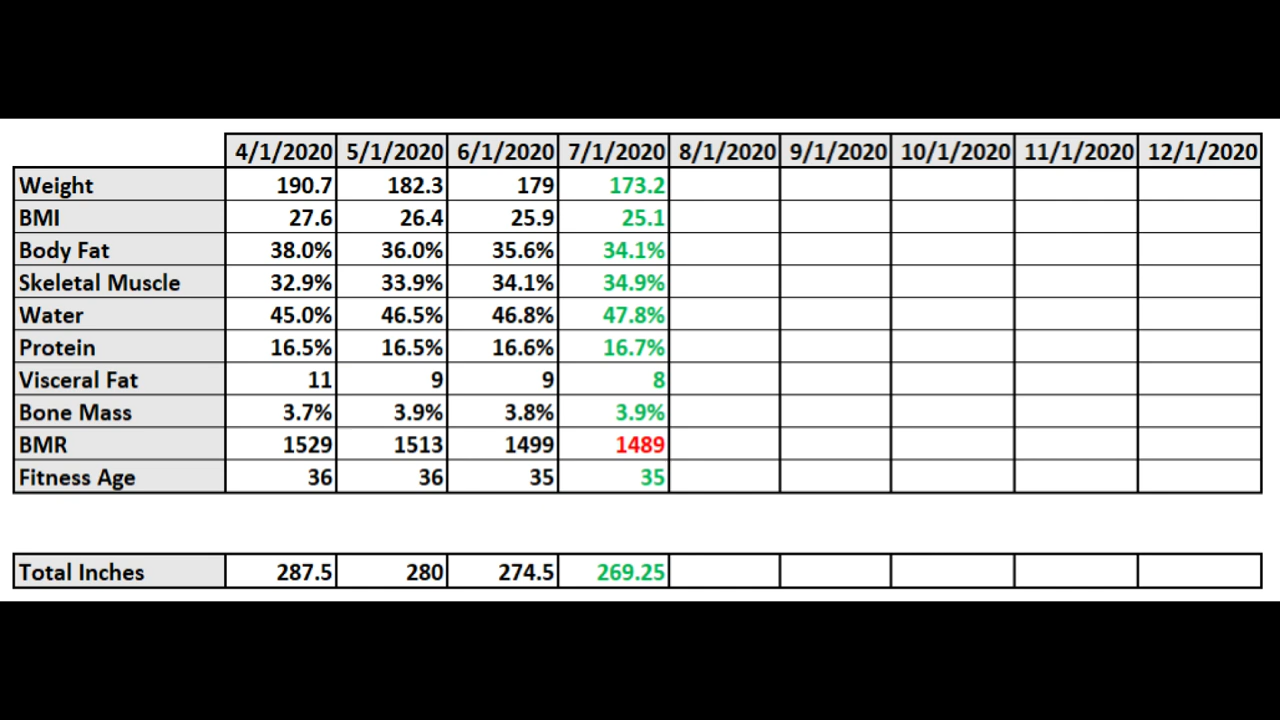 4/1/2020 5/1/2020 6/1/2020 7/1/2020 8/1/2020 9/1/2020 10/1/2020 11/1/2020 12/1/2020
Weight 190.7 182.3 179 173.2
BMI 27.6 26.4 25.9 25.1
Body Fat 38.0% 36.0% 35.6% 34.1%
Skeletal Muscle 32.9% 33.9% 34.1% 34.9%
Water 45.0% 46.5% 46.8% 47.8%
Protein 16.5% 16.5% 16.6% 16.7%
Visceral Fat 11 9 9 8
Bone Mass 3.7% 3.9% 3.8% 3.9%
BMR 1529 1513 1499 1489
Fitness Age 36 36 35 35
Total Inches 287.5 280 274.5 269.25